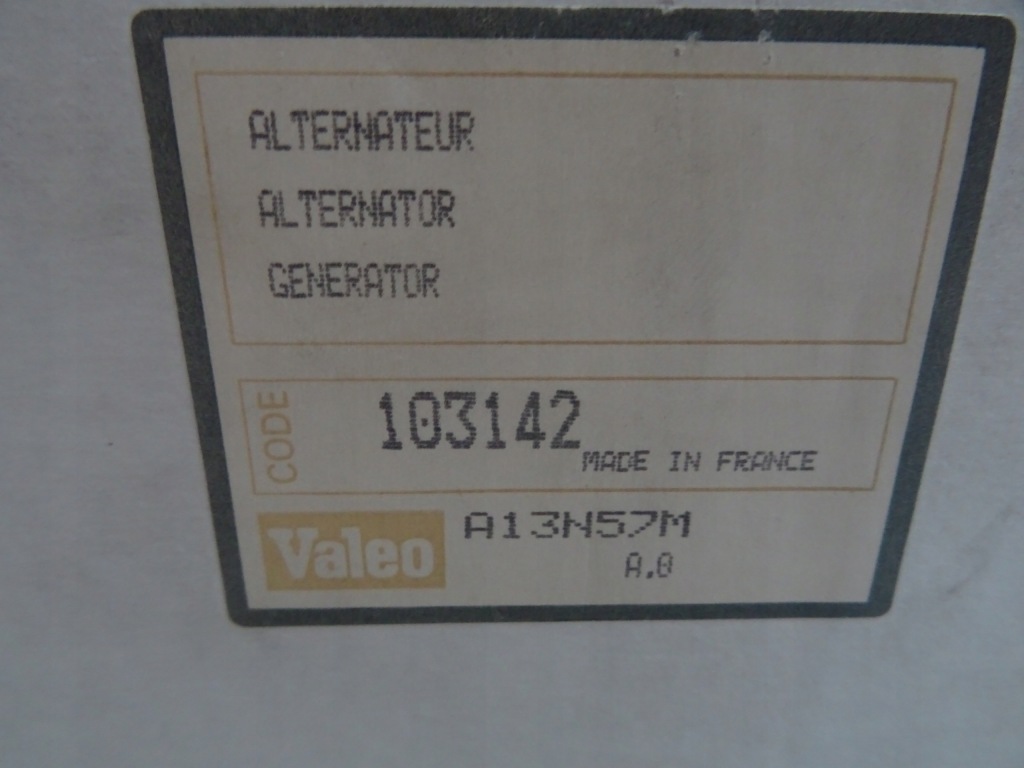 ALTERNATEUR
ALTERNATOR
GENERATOR
CODE
103142
MADE IN FRANCE
Valeo
A13N57M
A.0